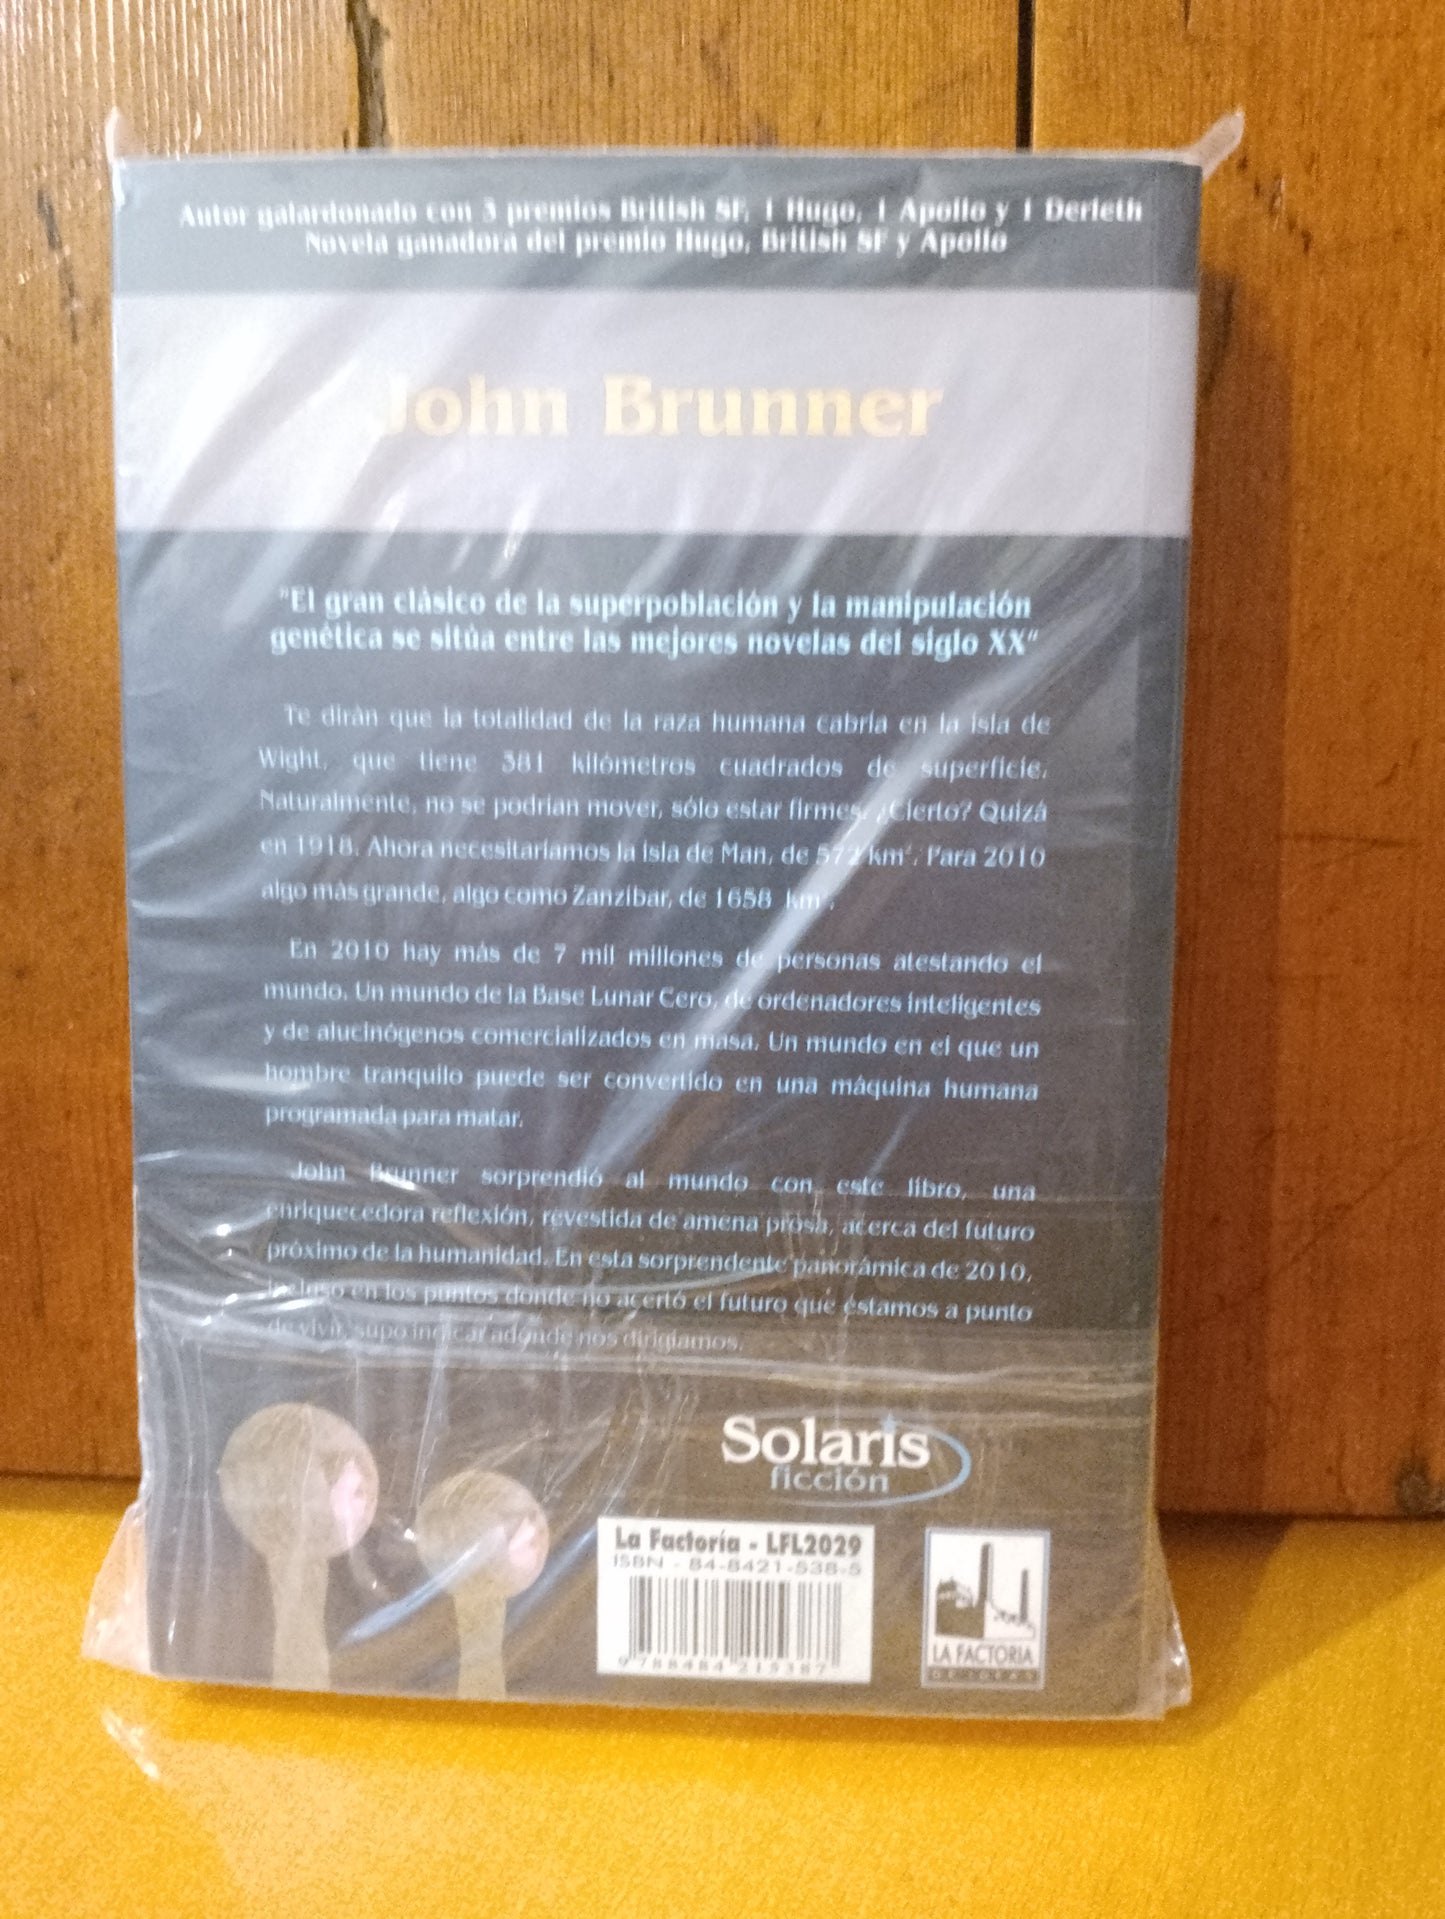 Autor galardonado con 3 premios British SF, 1 Hugo, 1 Apollo y 1 Derleth
Novela ganadora del premio Hugo, British SF y Apollo
John Brunner
"El gran clásico de la superpoblación y la manipulación
genética se sitúa entre las mejores novelas del siglo XX"
Te dirán que la totalidad de la raza humana cabría en la isla de
Wight, que tiene 381 kilómetros cuadrados de superficie.
Naturalmente, no se podrían mover, sólo estar firmes. ¿Cierto? Quizá
en 1918. Ahora necesitaríamos la isla de Man, de 572 km². Para 2010
algo más grande, algo como Zanzíbar, de 1658 km².
En 2010 hay más de 7 mil millones de personas atestando el
mundo. Un mundo de la Base Lunar Cero, de ordenadores inteligentes
y de alucinógenos comercializados en masa. Un mundo en el que un
hombre tranquilo puede ser convertido en una máquina humana
programada para matar.
John Brunner sorprendió al mundo con este libro, una
enriquecedora reflexión, revestida de amena prosa, acerca del futuro
próximo de la humanidad. En esta sorprendente panorámica de 2010,
incluso en los puntos donde no acertó el futuro que estamos a punto
de vivir, supo indicar adónde nos dirigíamos.
Solaris
ficción
La Factoría - LFL2029
ISBN - 84-8421-538-5
9 788484 215387
LA FACTORIA
DE IDEAS